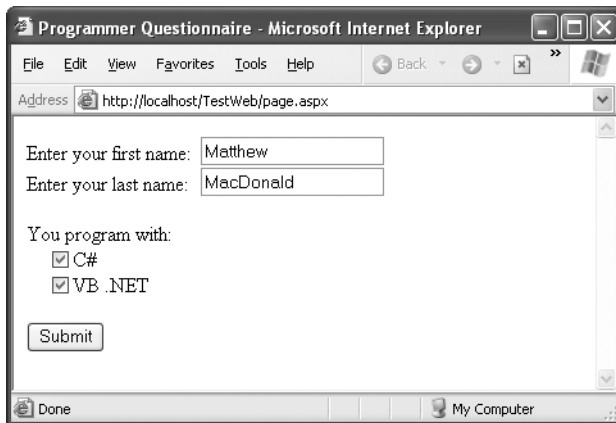 Programmer Questionnaire - Microsoft Internet Explorer
File Edit View Favorites Tools Help Back »
Address http://localhost/TestWeb/page.aspx
Enter your first name: Matthew
Enter your last name: MacDonald
You program with:
C#
VB .NET
Submit
Done My Computer